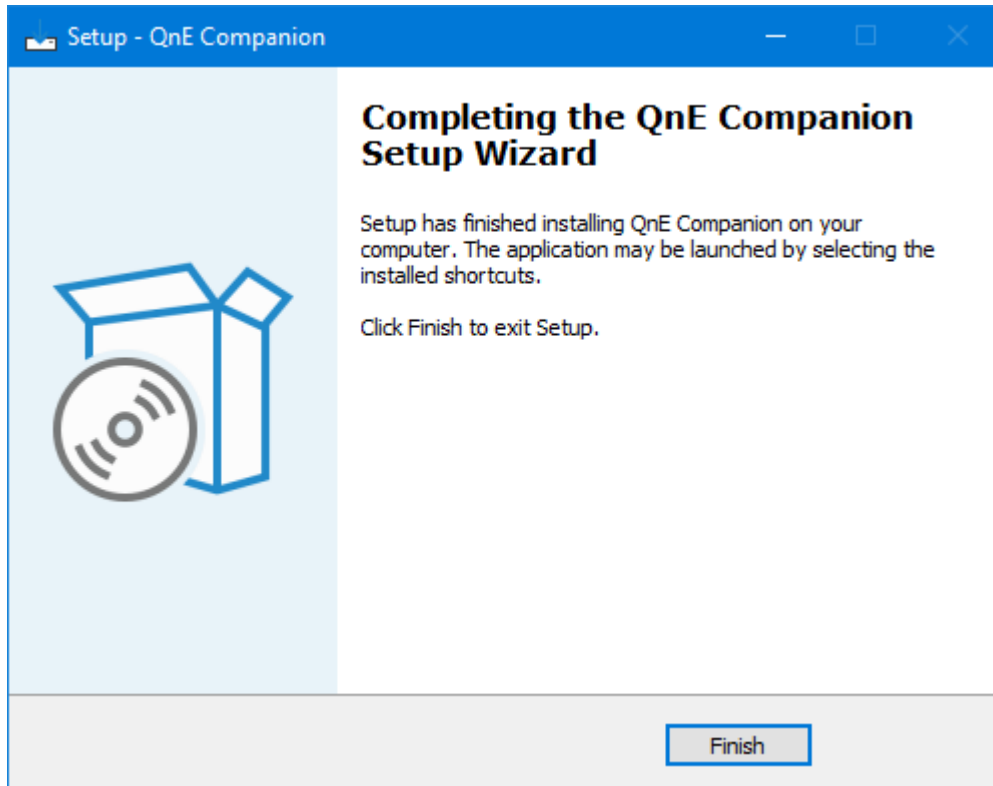 Setup - QnE Companion
Completing the QnE Companion
Setup Wizard
Setup has finished installing QnE Companion on your
computer. The application may be launched by selecting the
installed shortcuts.
Click Finish to exit Setup.
Finish